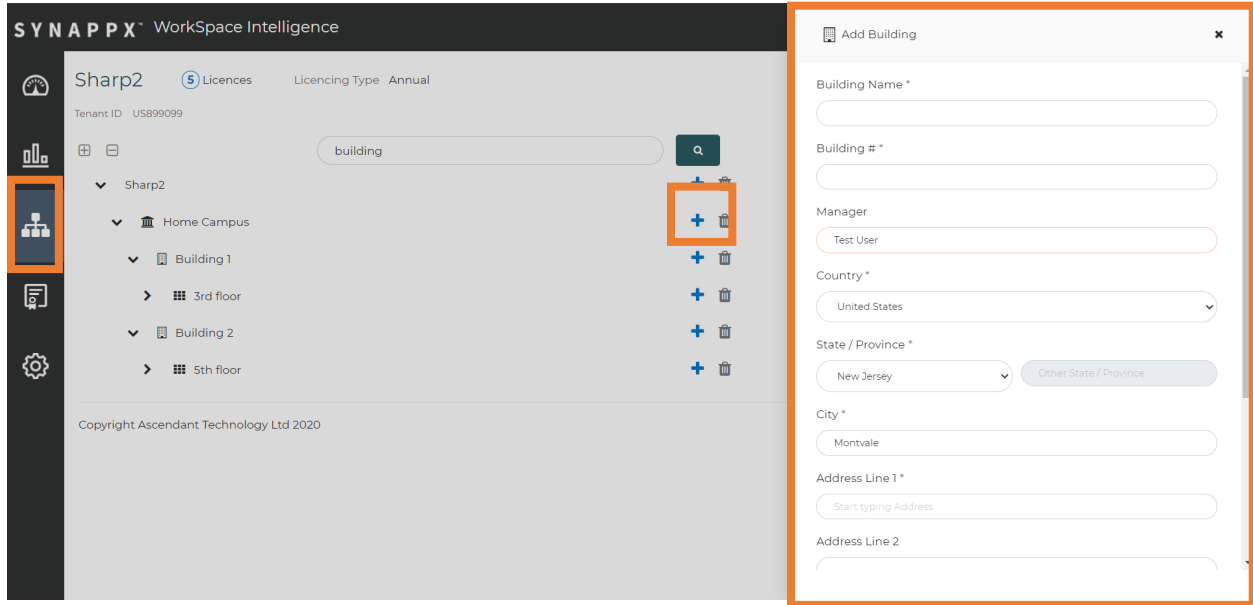 SYNAPPX™ WorkSpace Intelligence
Sharp2 5 Licences Licencing Type Annual
Tenant ID US899099
building
Sharp2
Home Campus
Building 1
3rd floor
Building 2
5th floor
Copyright Ascendant Technology Ltd 2020
Add Building
Building Name *
Building # *
Manager
Test User
Country *
United States
State / Province *
New Jersey Other State / Province
City *
Montvale
Address Line 1 *
Start typing Address
Address Line 2